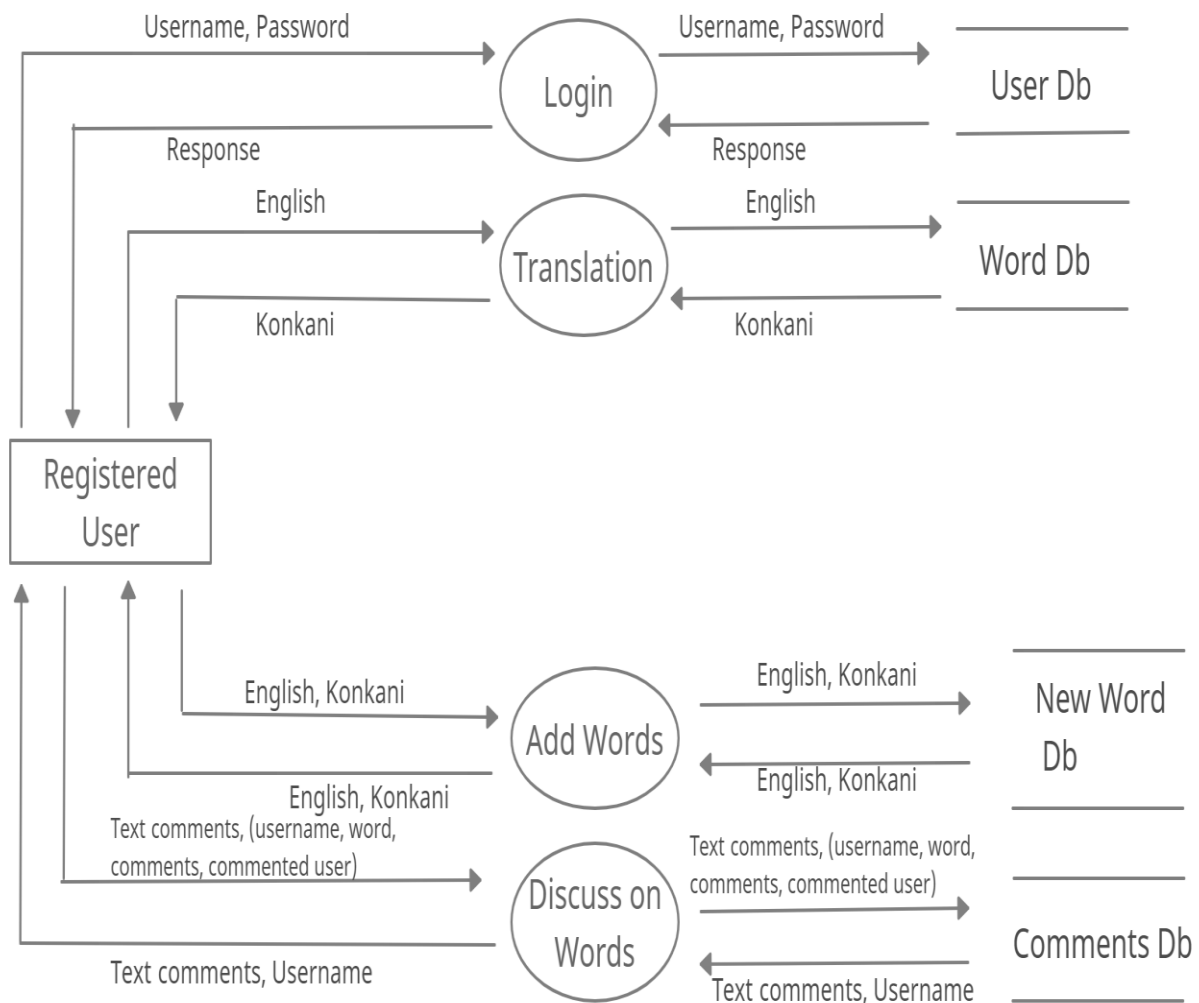 Username, Password
Username, Password
Login
User Db
Response
Response
English
English
Translation
Word Db
Konkani
Konkani
Registered
User
English, Konkani
English, Konkani
New Word
Db
Add Words
English, Konkani
English, Konkani
Text comments, (username, word,
comments, commented user)
Text comments, (username, word,
comments, commented user)
Discuss on
Words
Comments Db
Text comments, Username
Text comments, Username